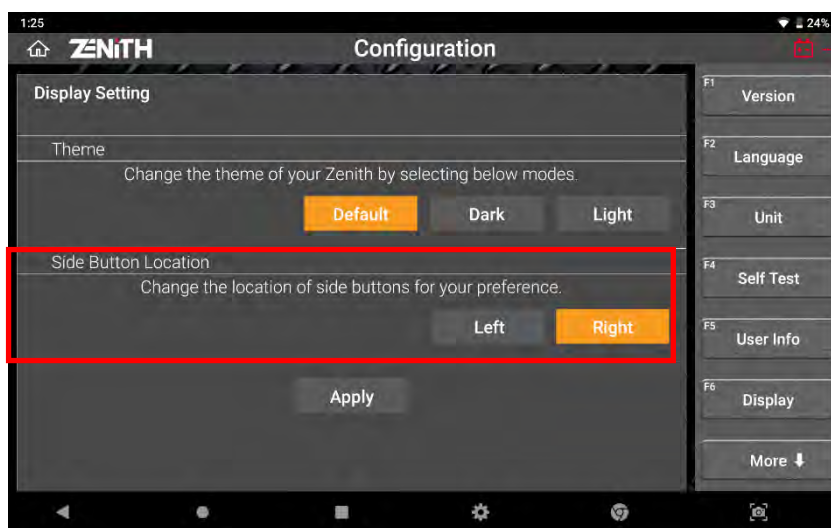 1:25
24%
ZENITH
Configuration
Display Setting
Theme
Change the theme of your Zenith by selecting below modes.
Default
Dark
Light
Side Button Location
Change the location of side buttons for your preference.
Left
Right
Apply
F1 Version
F2 Language
F3 Unit
F4 Self Test
F5 User Info
F6 Display
More